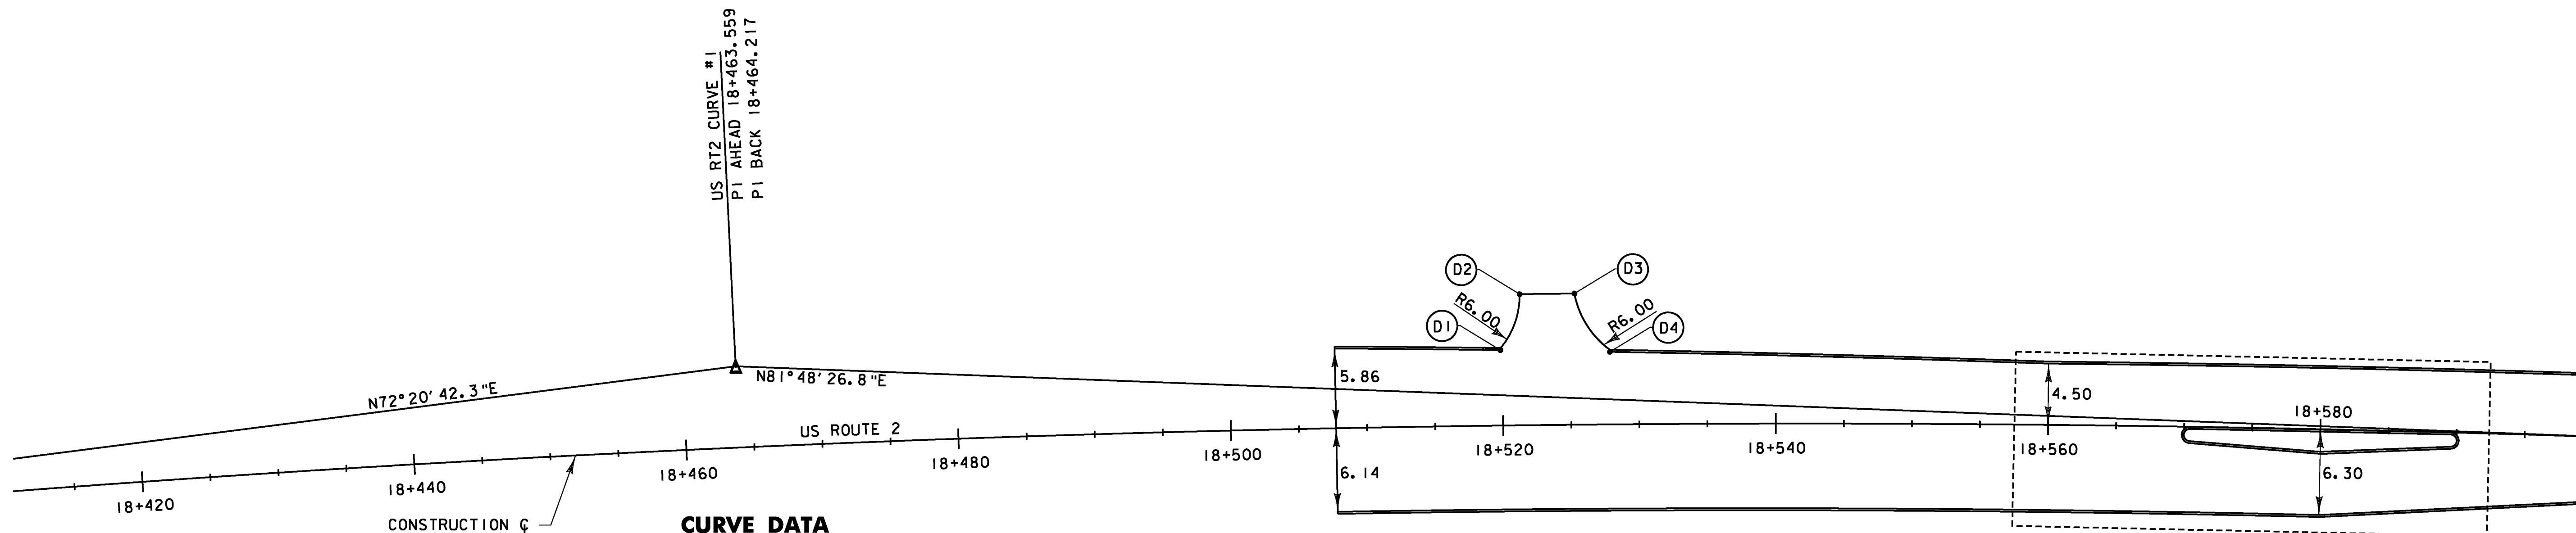 US RT2 CURVE #1
PI AHEAD 18+463.559
PI BACK 18+464.217
D2
D3
R6.00
R6.00
D1
D4
N72°20'42.3"E
N81°48'26.8"E
5.86
4.50
18+580
US ROUTE 2
18+420
18+440
18+460
18+480
18+500
18+520
18+540
18+560
6.14
6.30
CONSTRUCTION ℄
CURVE DATA